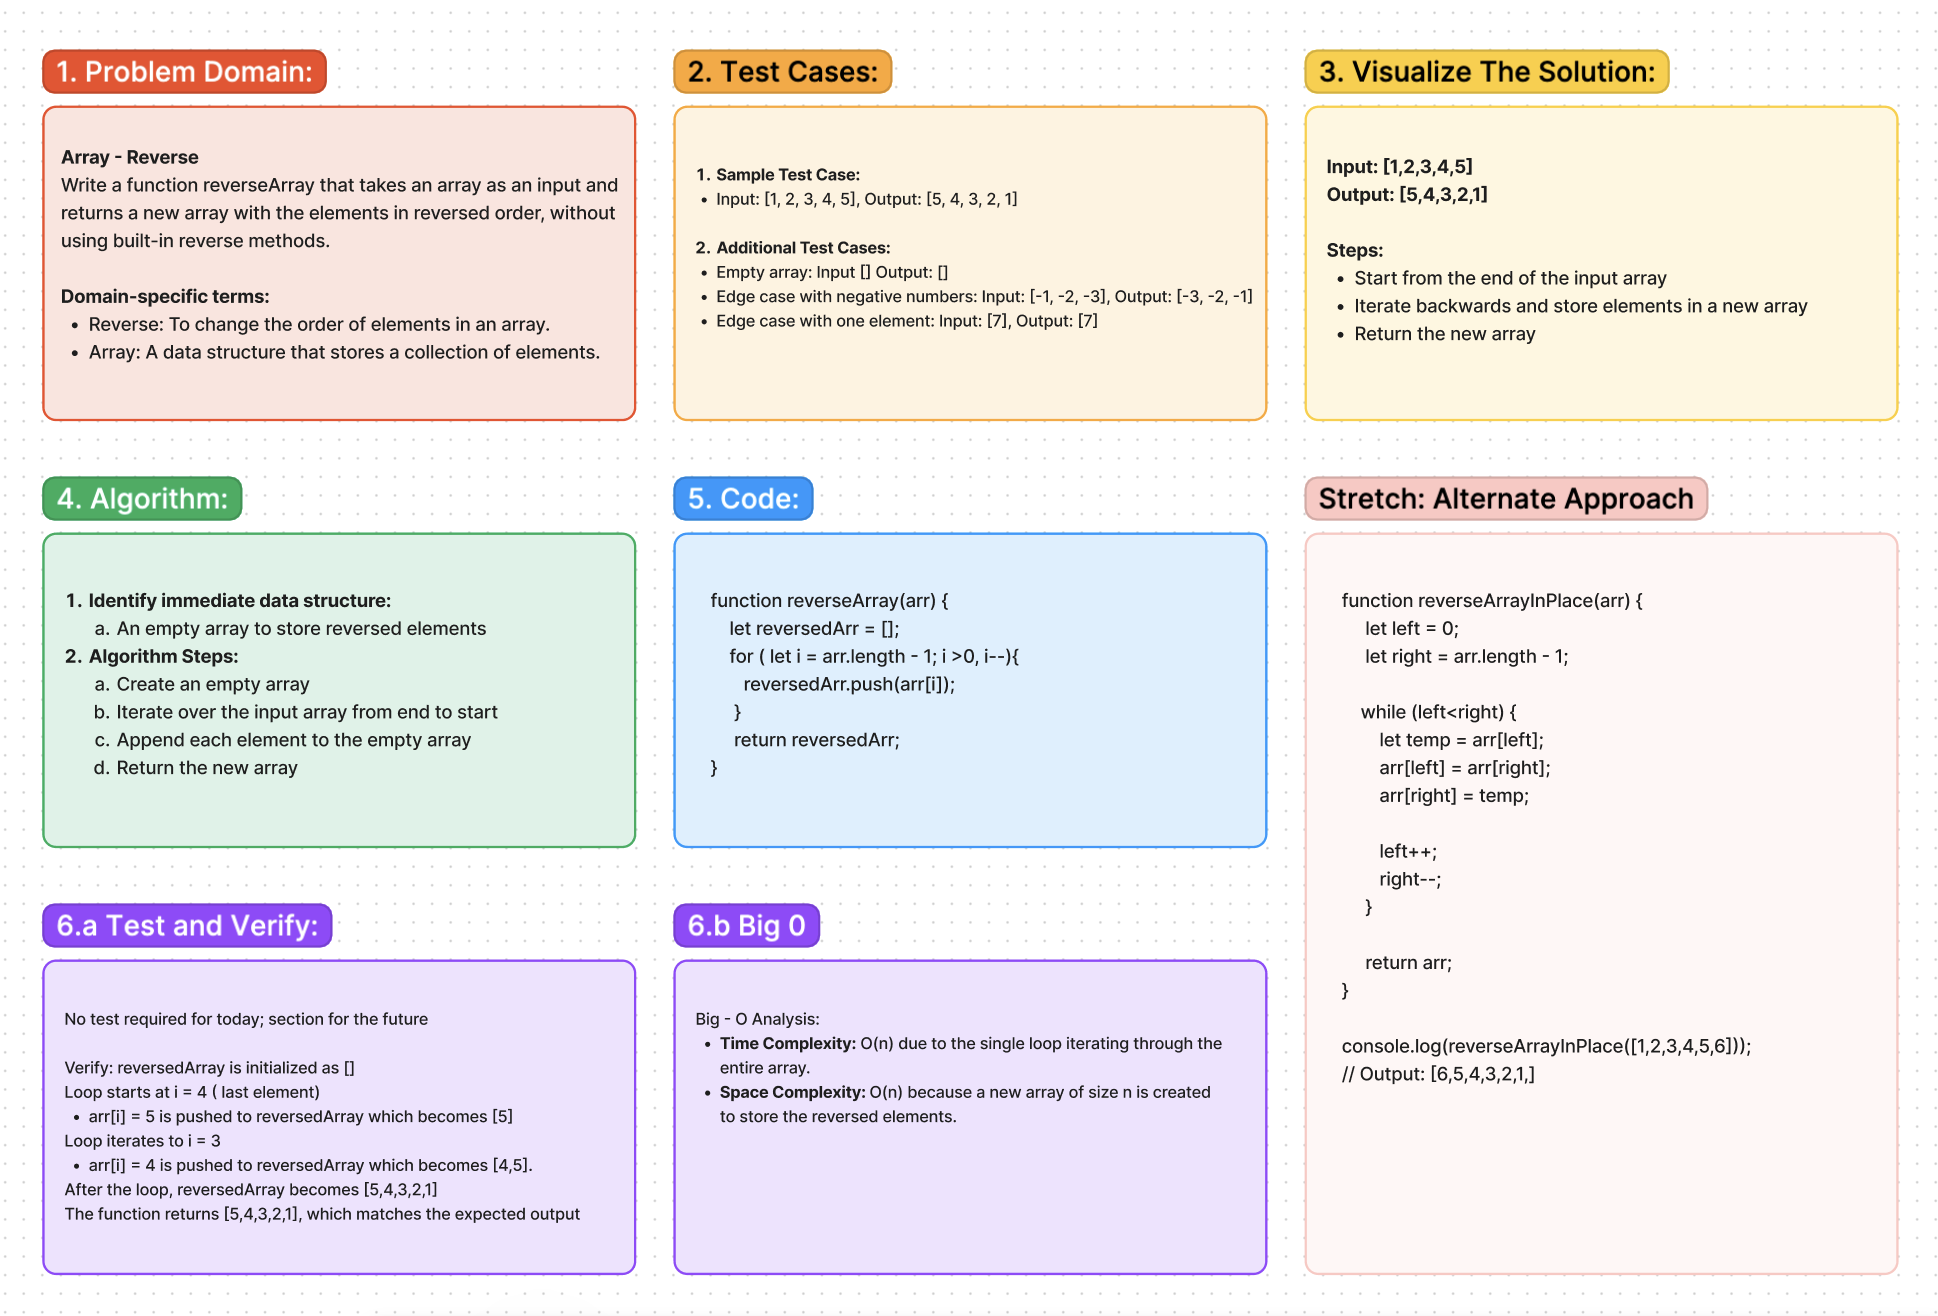 1. Problem Domain:
Array - Reverse
Write a function reverseArray that takes an array as an input and
returns a new array with the elements in reversed order, without
using built-in reverse methods.
Domain-specific terms:
• Reverse: To change the order of elements in an array.
• Array: A data structure that stores a collection of elements.
2. Test Cases:
1. Sample Test Case:
• Input: [1, 2, 3, 4, 5], Output: [5, 4, 3, 2, 1]
2. Additional Test Cases:
• Empty array: Input [] Output: []
• Edge case with negative numbers: Input: [-1, -2, -3], Output: [-3, -2, -1]
• Edge case with one element: Input: [7], Output: [7]
3. Visualize The Solution:
Input: [1,2,3,4,5]
Output: [5,4,3,2,1]
Steps:
• Start from the end of the input array
• Iterate backwards and store elements in a new array
• Return the new array
4. Algorithm:
1. Identify immediate data structure:
a. An empty array to store reversed elements
2. Algorithm Steps:
a. Create an empty array
b. Iterate over the input array from end to start
c. Append each element to the empty array
d. Return the new array
5. Code:
function reverseArray(arr) {
let reversedArr = [];
for ( let i = arr.length - 1; i >0, i--){
reversedArr.push(arr[i]);
}
return reversedArr;
}
Stretch: Alternate Approach
function reverseArrayInPlace(arr) {
let left = 0;
let right = arr.length - 1;
while (left<right) {
let temp = arr[left];
arr[left] = arr[right];
arr[right] = temp;
left++;
right--;
}
return arr;
}
console.log(reverseArrayInPlace([1,2,3,4,5,6]));
// Output: [6,5,4,3,2,1,]
6.a Test and Verify:
No test required for today; section for the future
Verify: reversedArray is initialized as []
Loop starts at i = 4 ( last element)
• arr[i] = 5 is pushed to reversedArray which becomes [5]
Loop iterates to i = 3
• arr[i] = 4 is pushed to reversedArray which becomes [4,5].
After the loop, reversedArray becomes [5,4,3,2,1]
The function returns [5,4,3,2,1], which matches the expected output
6.b Big 0
Big - O Analysis:
• Time Complexity: O(n) due to the single loop iterating through the
entire array.
• Space Complexity: O(n) because a new array of size n is created
to store the reversed elements.